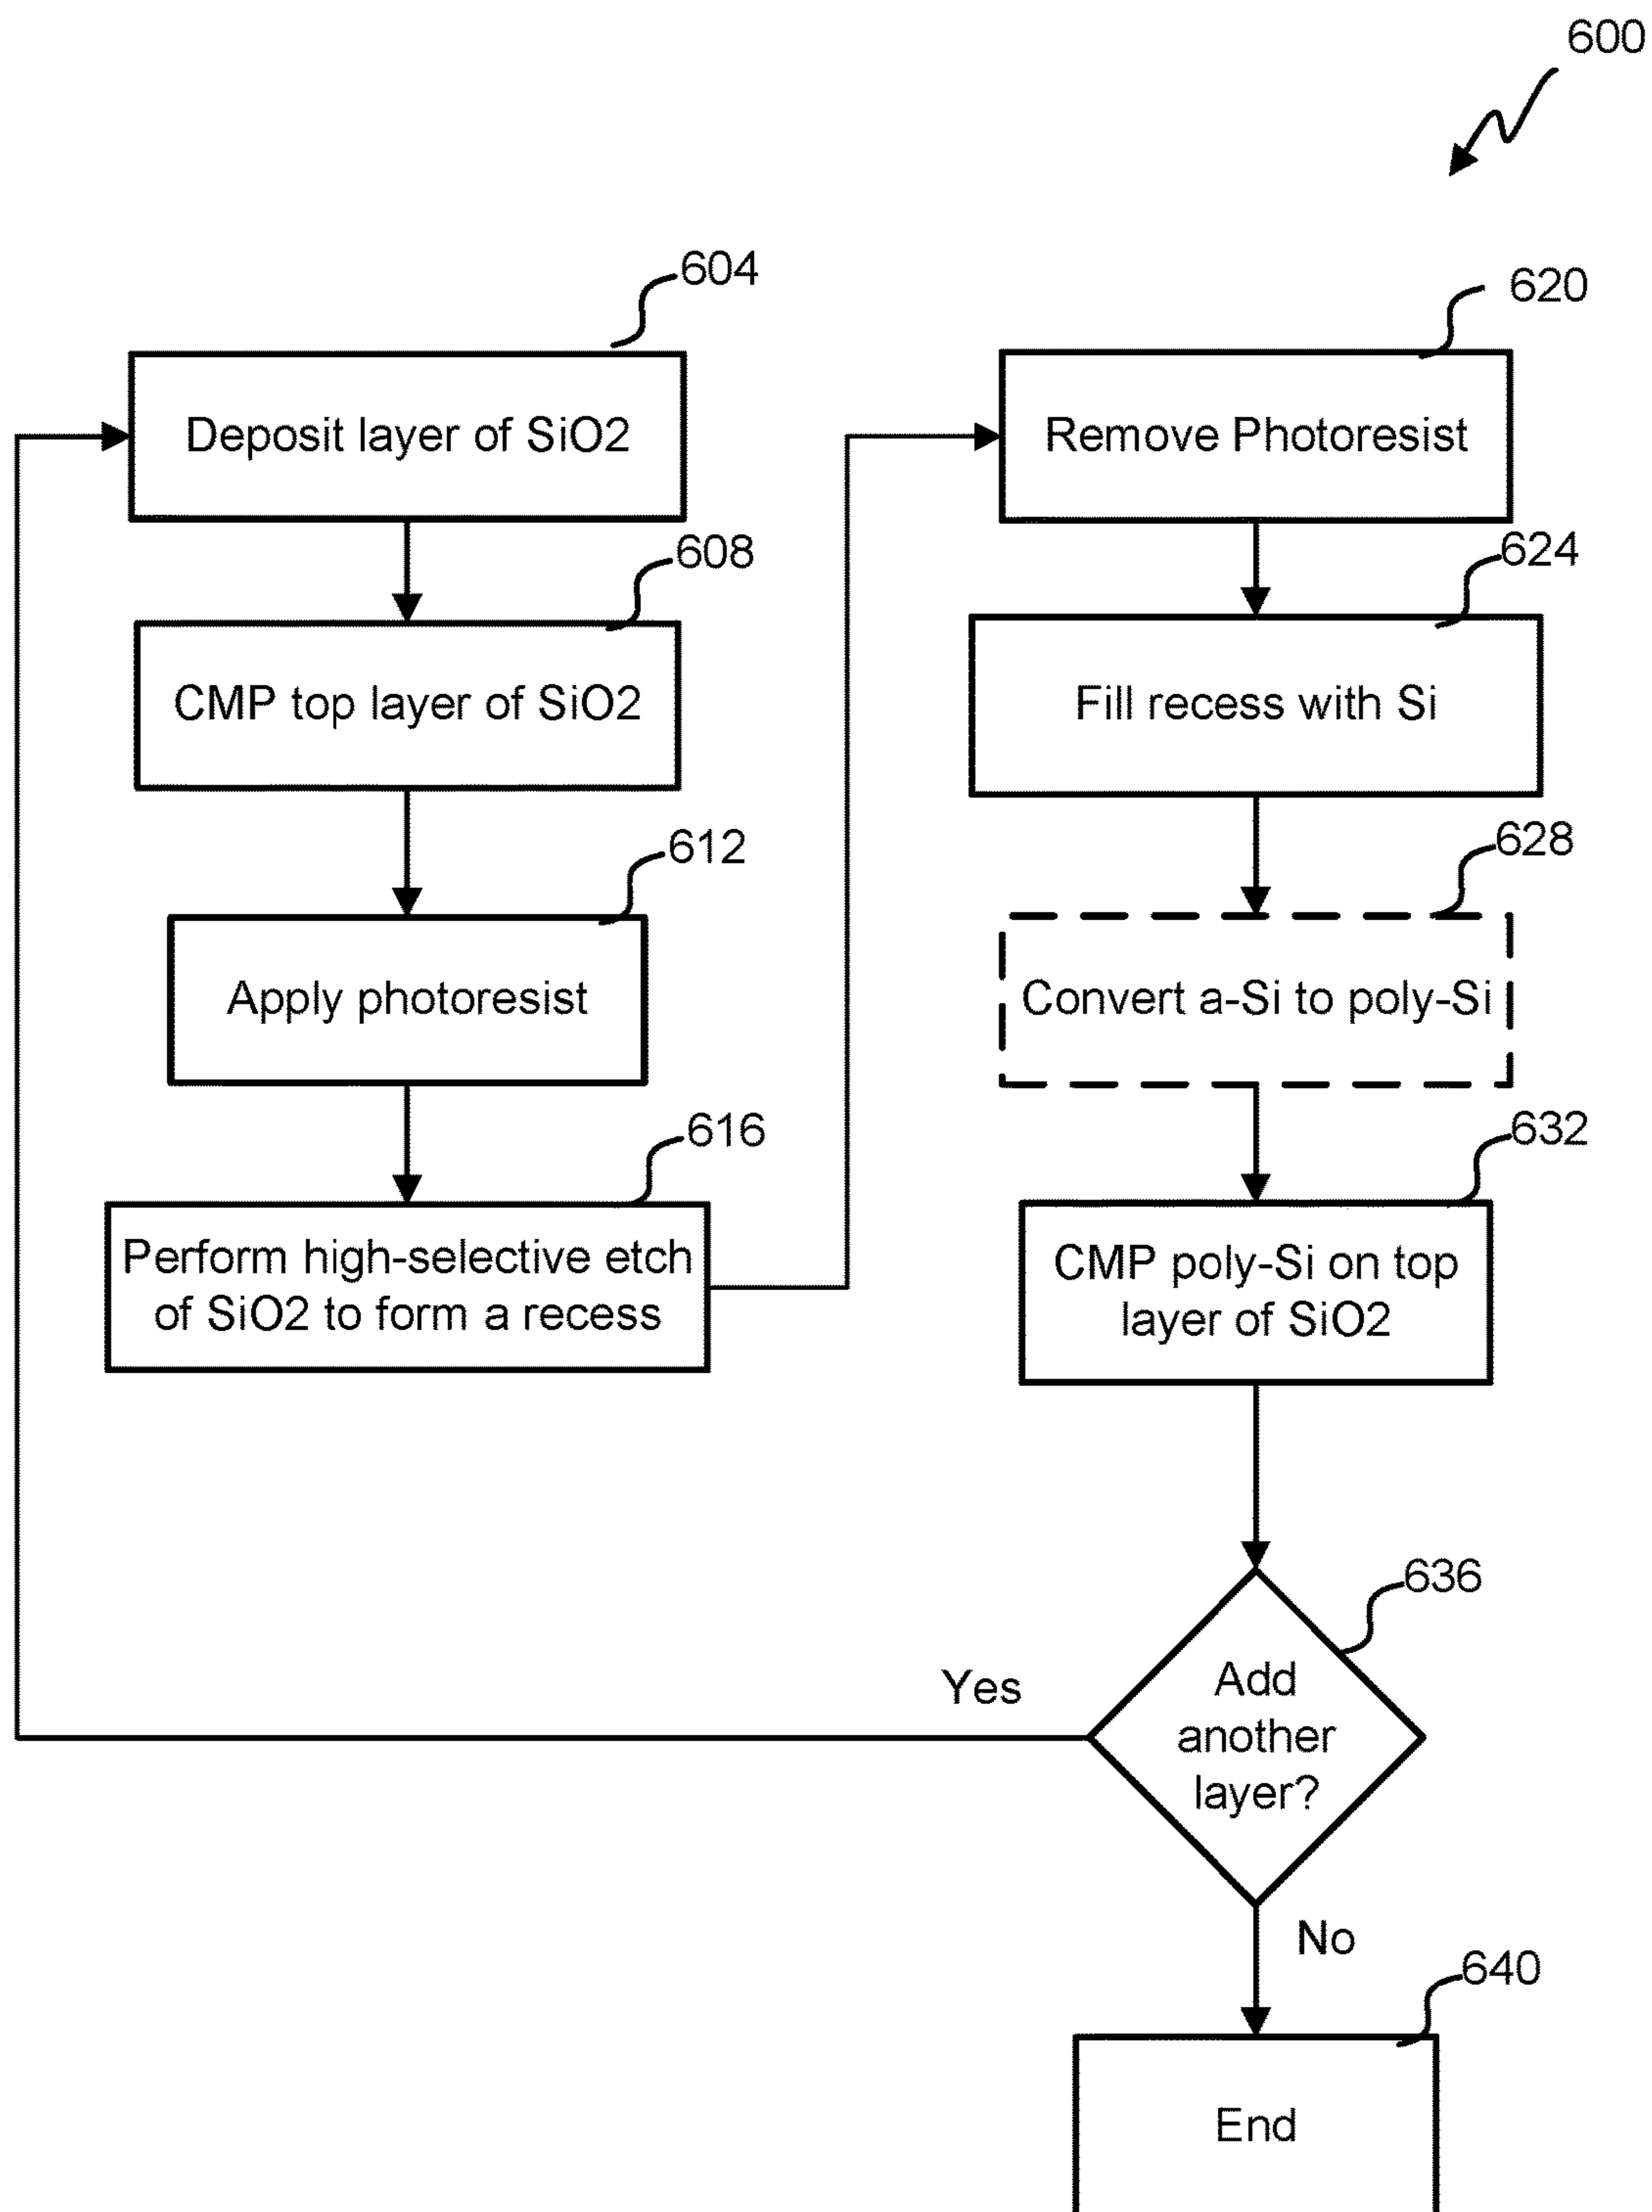 600
604
Deposit layer of SiO2
608
CMP top layer of SiO2
612
Apply photoresist
616
Perform high-selective etch
of SiO2 to form a recess
620
Remove Photoresist
624
Fill recess with Si
628
Convert a-Si to poly-Si
632
CMP poly-Si on top
layer of SiO2
636
Add
another
layer?
Yes
No
640
End